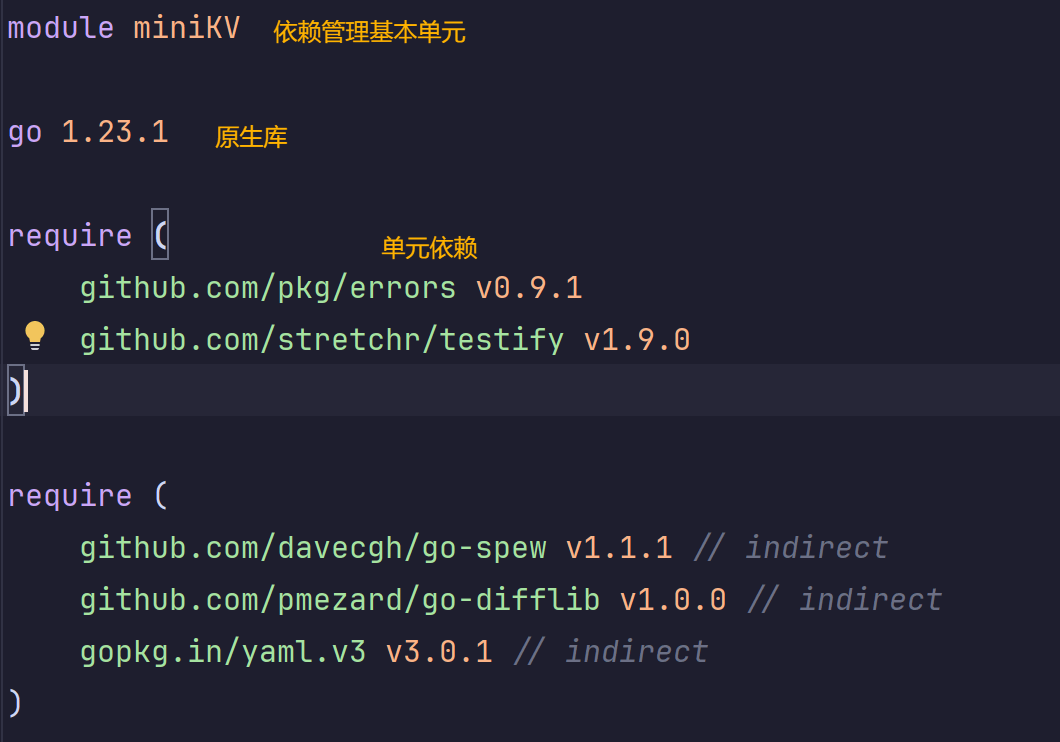 module miniKV 依赖管理基本单元
go 1.23.1 原生库
require (
单元依赖
github.com/pkg/errors v0.9.1
github.com/stretchr/testify v1.9.0
)
require (
github.com/davecgh/go-spew v1.1.1 // indirect
github.com/pmezard/go-difflib v1.0.0 // indirect
gopkg.in/yaml.v3 v3.0.1 // indirect
)